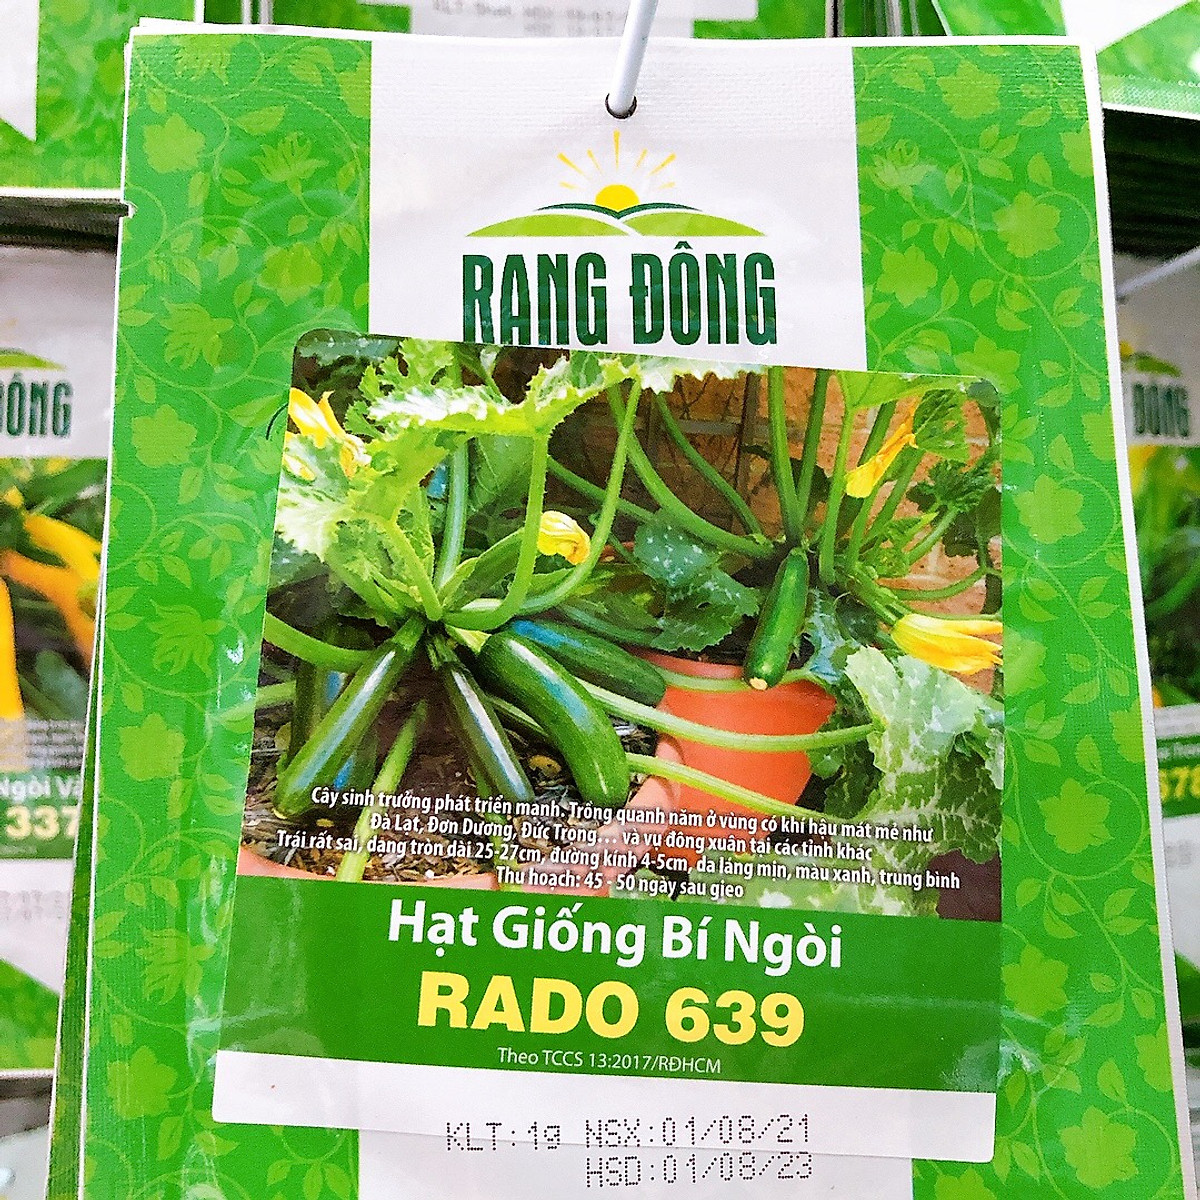 RẠNG ĐÔNG
Cây sinh trưởng phát triển mạnh. Trồng quanh năm ở vùng có khí hậu mát mẻ như
Đà Lạt, Đơn Dương, Đức Trọng... và vụ đông xuân tại các tỉnh khác
Trái rất sai, dạng tròn dài 25-27cm, đường kính 4-5cm, da láng mịn, màu xanh, trung bình
Thu hoạch: 45 - 50 ngày sau gieo
Hạt Giống Bí Ngòi
RADO 639
Theo TCCS 13:2017/RĐHCM
KLT:1g NSX:01/08/21
HSD:01/08/23
ĐÔNG
Ngòi
337
ĐÔNG